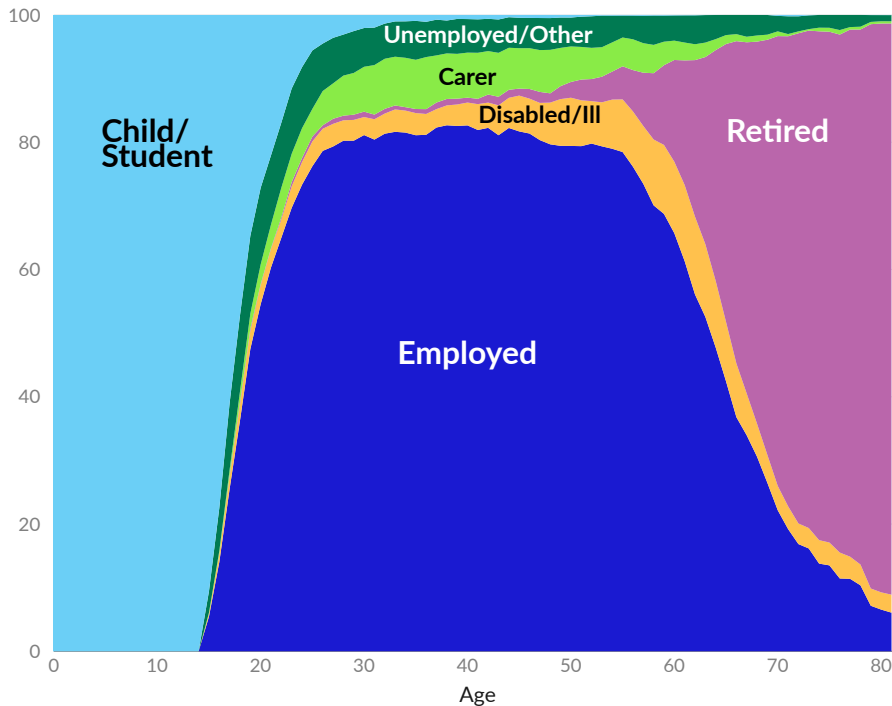 100
Unemployed/Other
Carer
Disabled/Ill
Child/
Student
Retired
80
60
Employed
40
20
0
0 10 20 30 40 50 60 70 80
Age